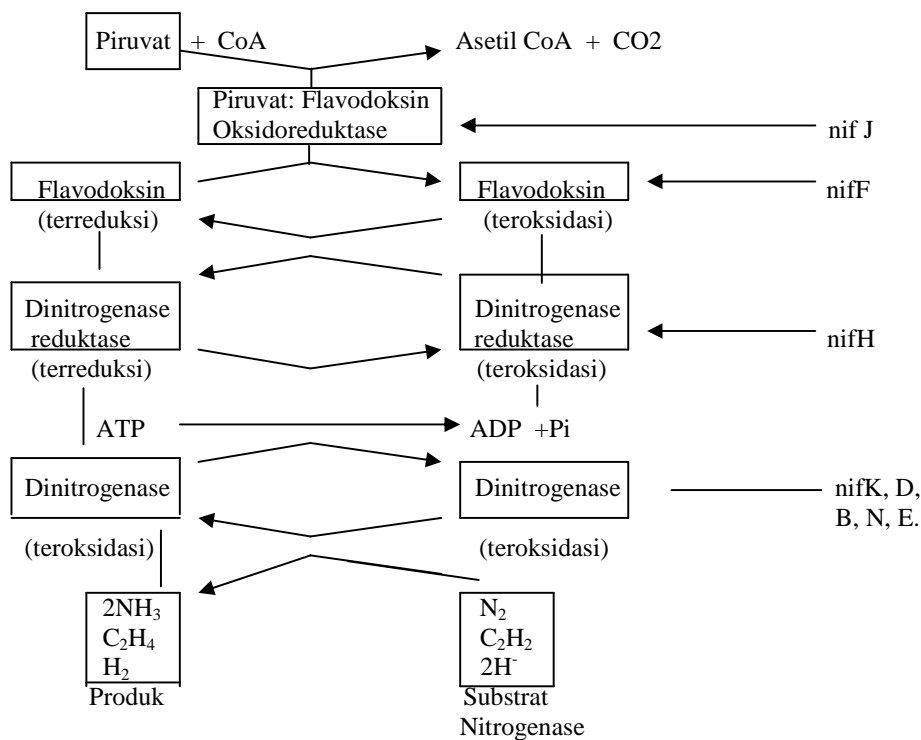 Piruvat + CoA Asetil CoA + CO2
Piruvat: Flavodoksin
Oksidoreduktase
nif J
Flavodoksin Flavodoksin nifF
(terreduksi) (teroksidasi)
Dinitrogenase Dinitrogenase
reduktase reduktase nifH
(terreduksi) (teroksidasi)
ATP ADP +Pi
Dinitrogenase Dinitrogenase nifK, D,
B, N, E.
(teroksidasi) (teroksidasi)
2NH₃ N₂
C₂H₄ C₂H₂
H₂ 2H⁻
Produk Substrat
Nitrogenase